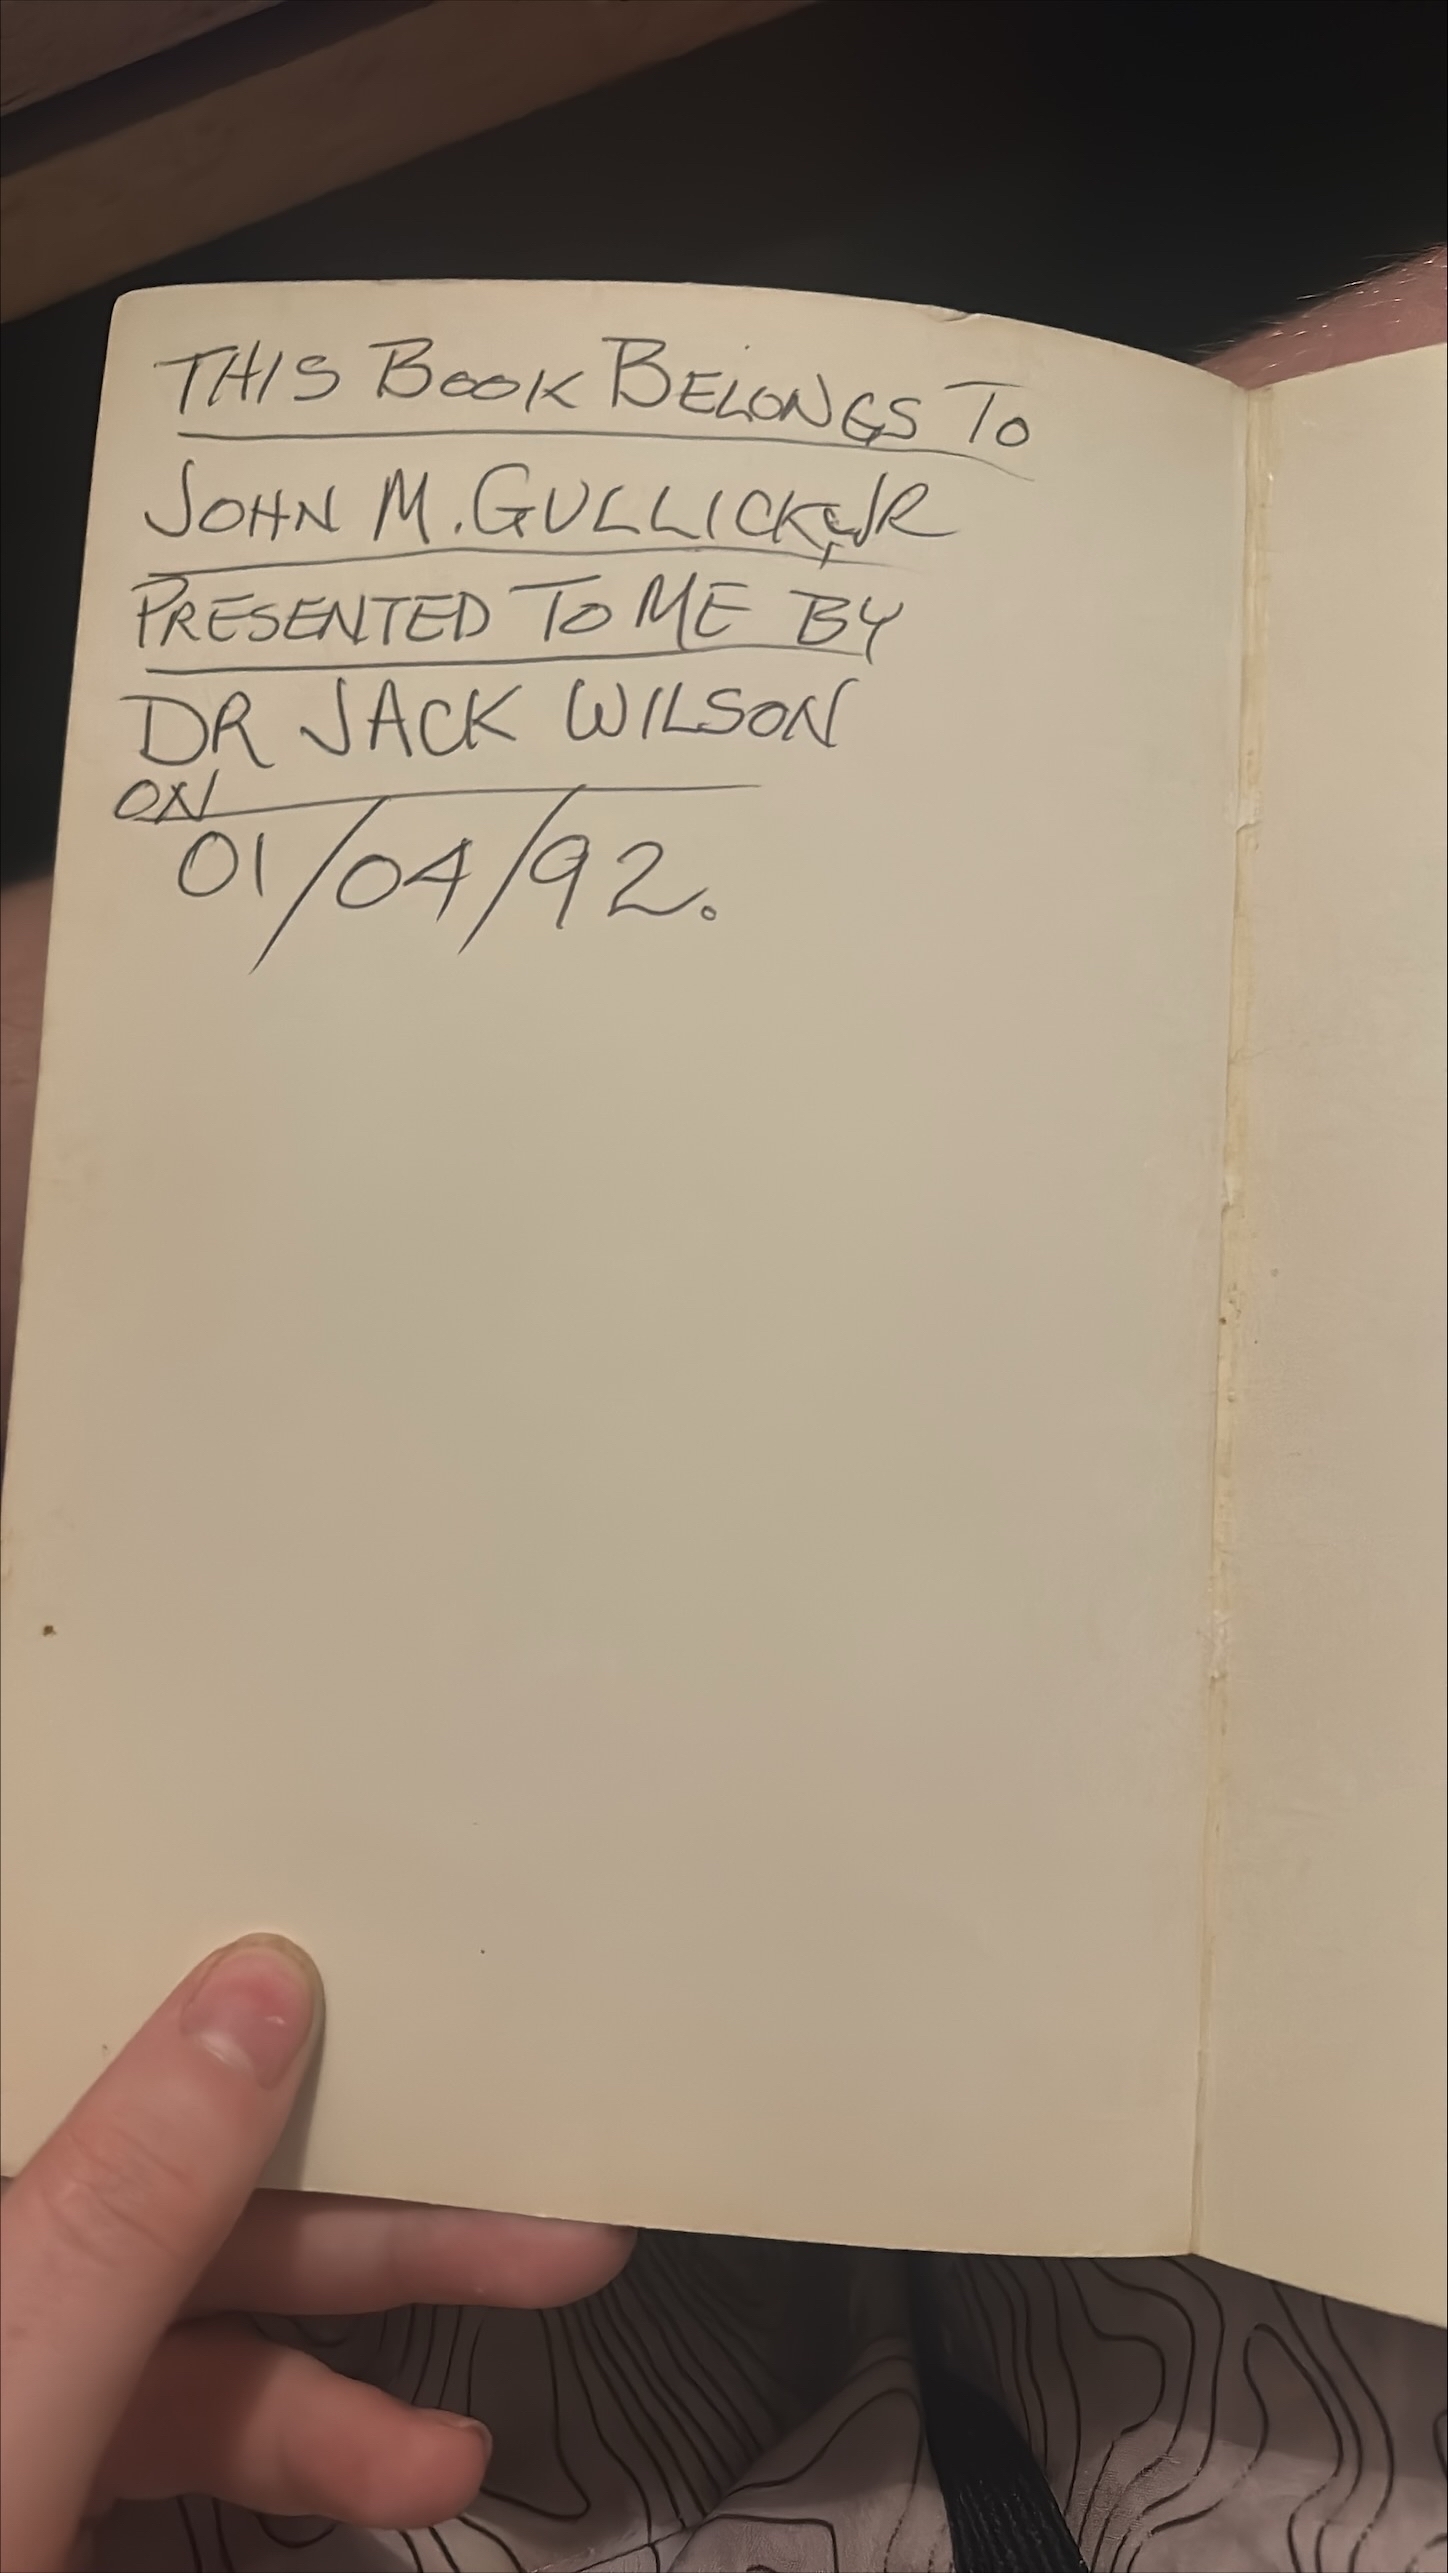 THIS BOOK BELONGS TO
JOHN M. GULLICK, JR
PRESENTED TO ME BY
DR JACK WILSON
ON
01/04/92.